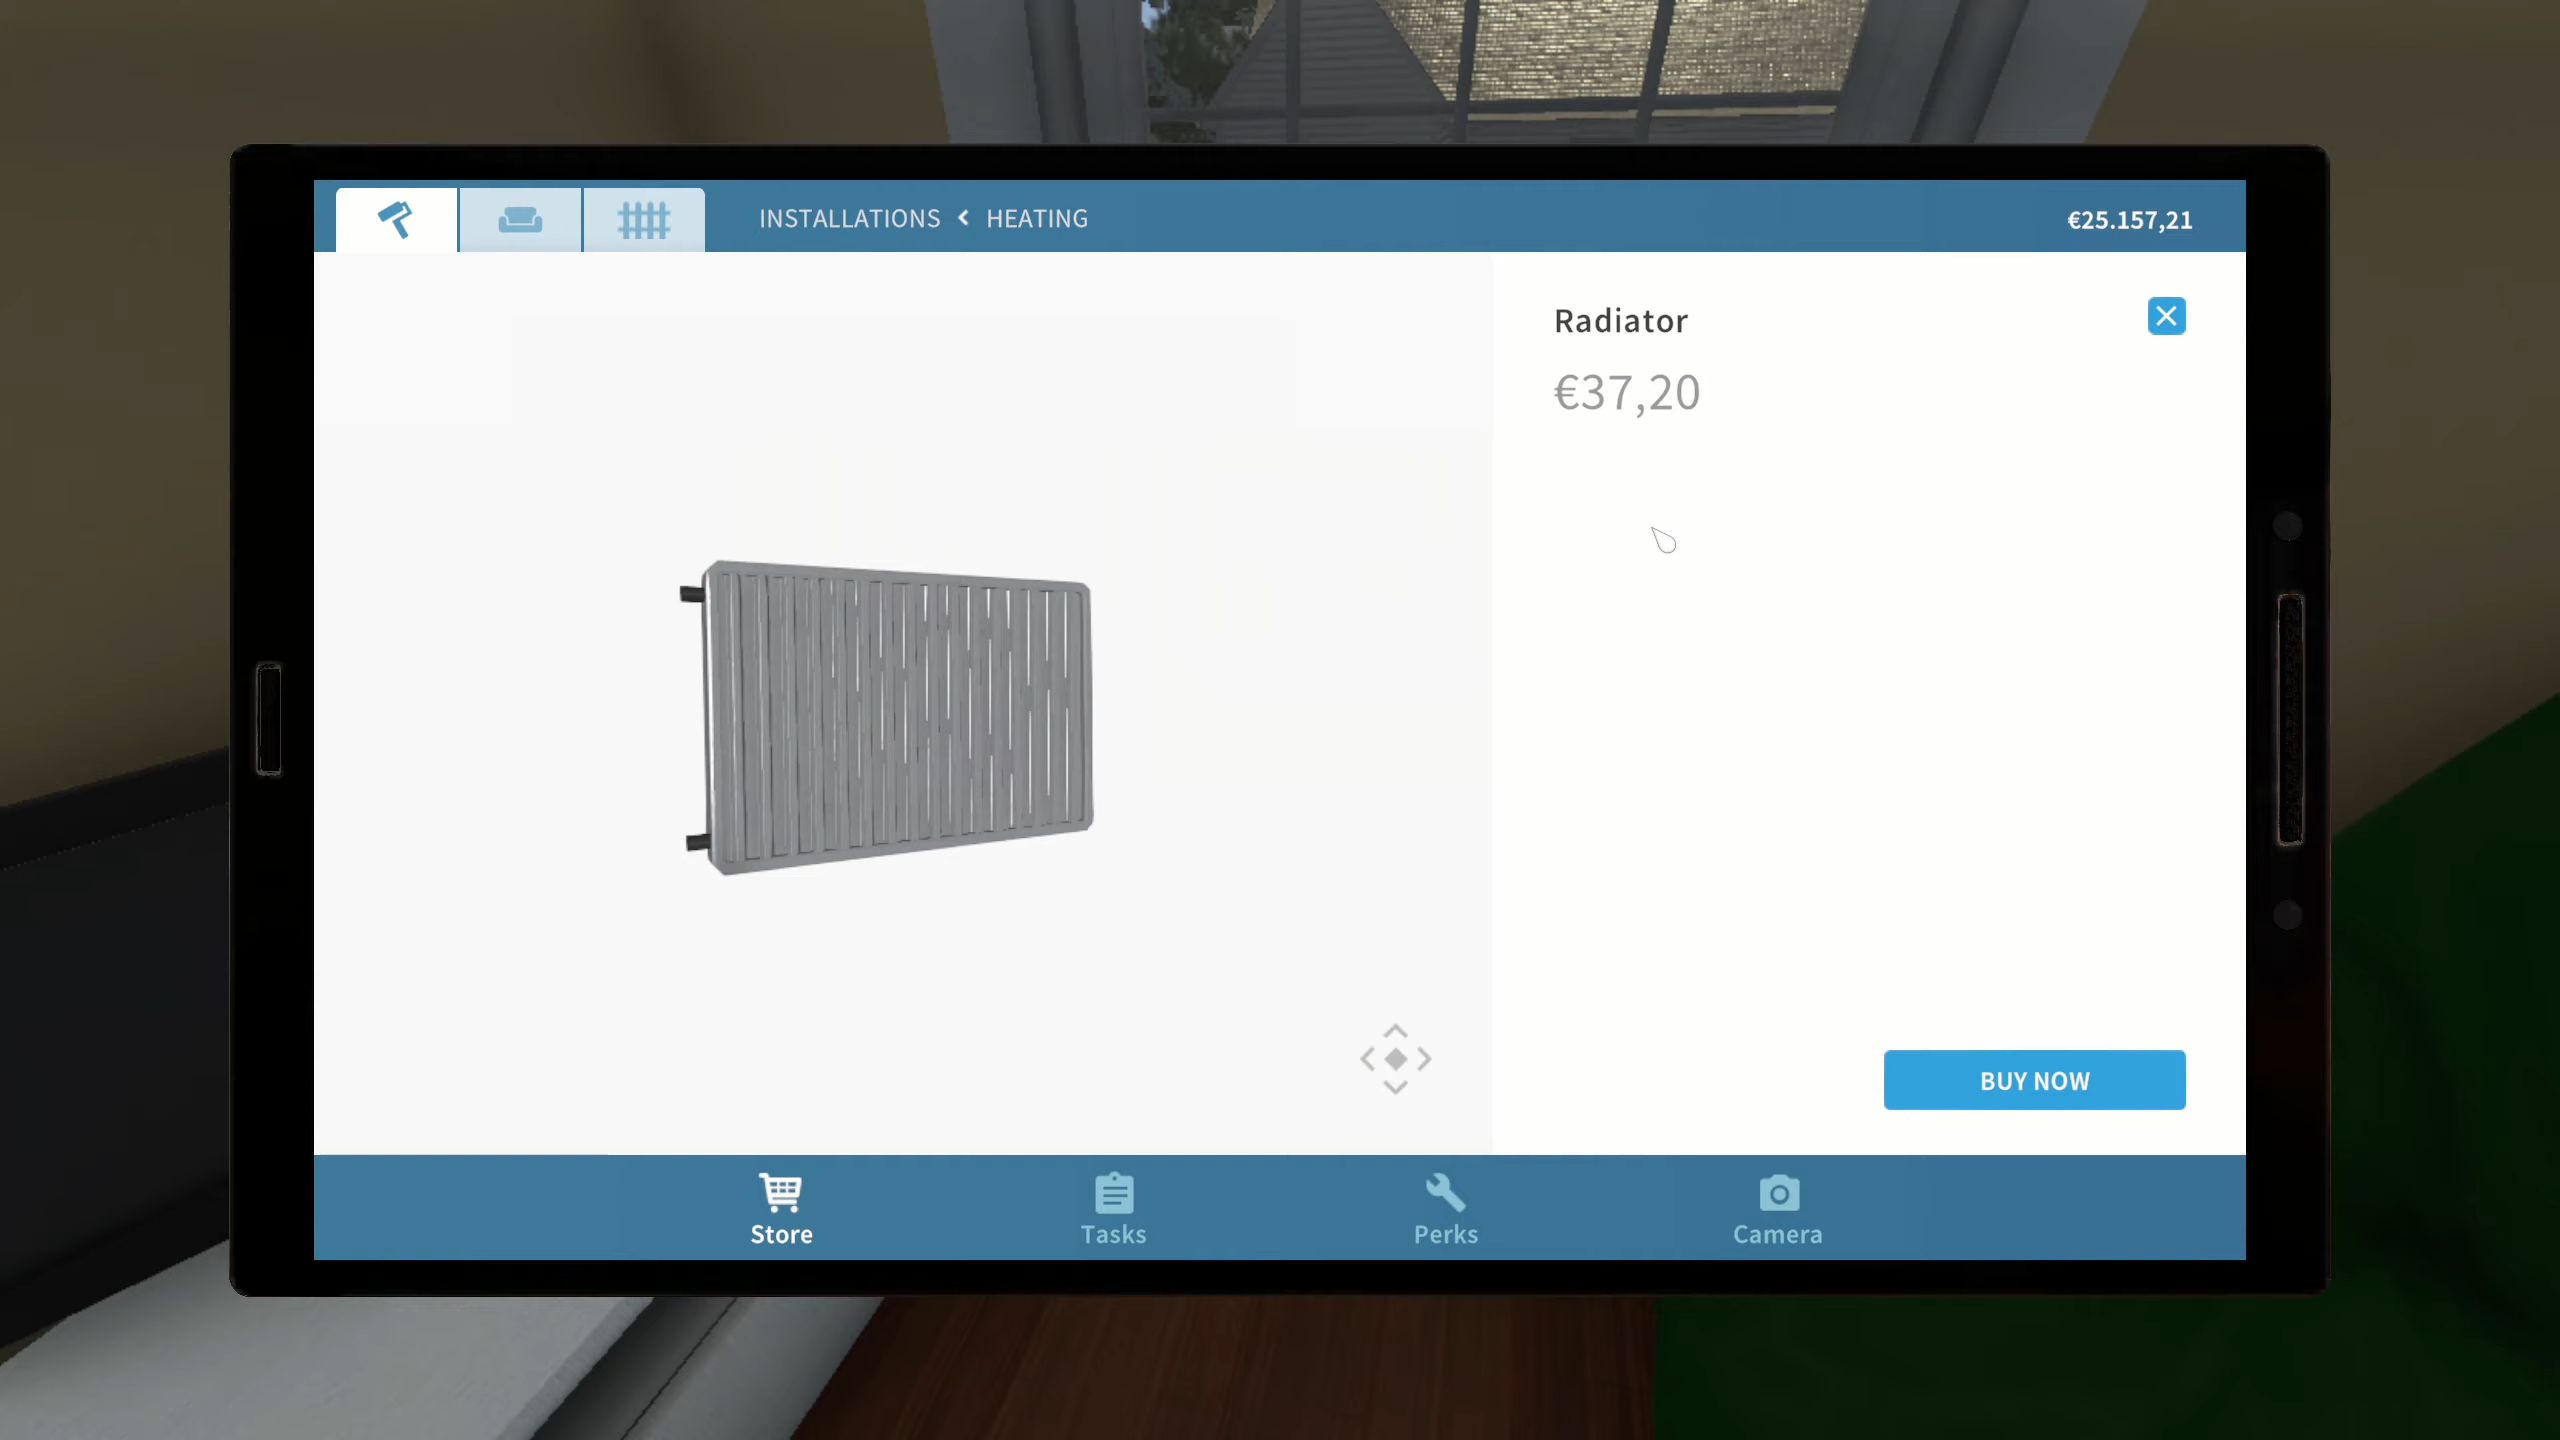 INSTALLATIONS < HEATING
€25.157,21
Radiator
€37,20
BUY NOW
Store
Tasks
Perks
Camera